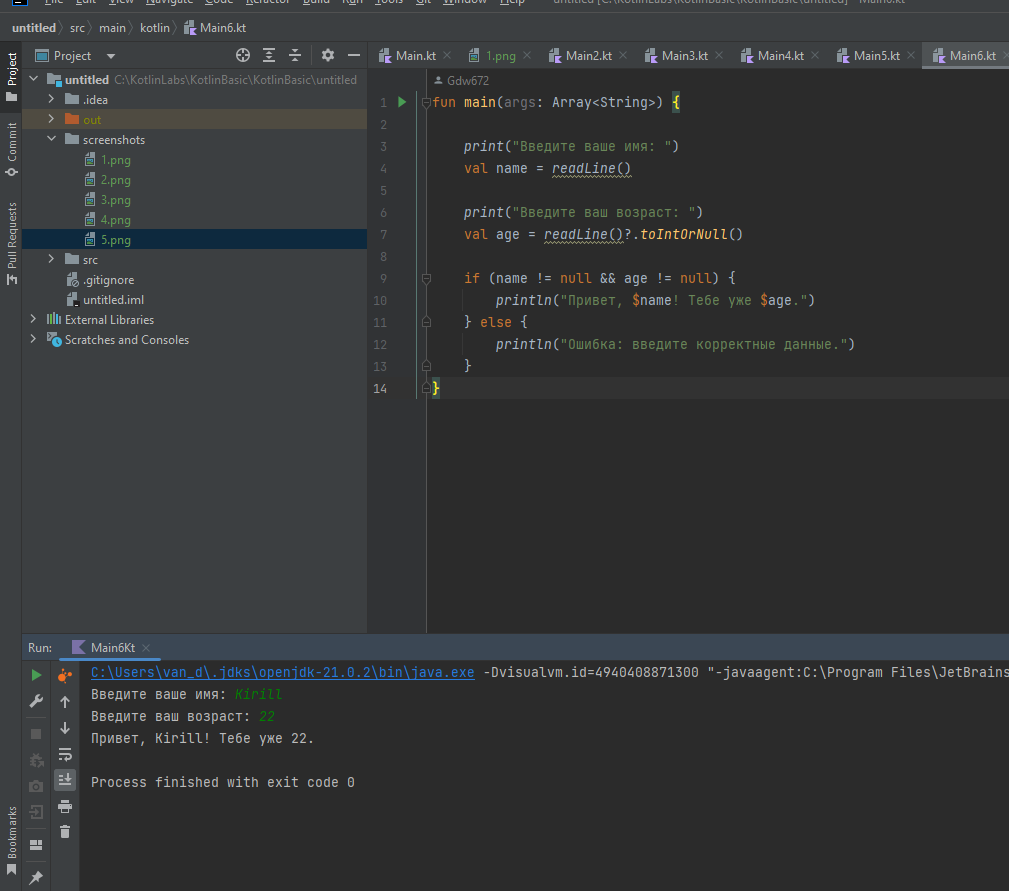 File Edit View Navigate Code Refactor Build Run Tools Git Window Help untitled [C:\KotlinLabs\KotlinBasic\KotlinBasic\untitled] - Main6.kt
untitled src main kotlin Main6.kt
Project
Main.kt 1.png Main2.kt Main3.kt Main4.kt Main5.kt Main6.kt
Project
Commit
Pull Requests
Bookmarks
untitled C:\KotlinLabs\KotlinBasic\KotlinBasic\untitled
.idea
out
screenshots
1.png
2.png
3.png
4.png
5.png
src
.gitignore
untitled.iml
External Libraries
Scratches and Consoles
Gdw672
1 fun main(args: Array<String>) {
2
3 print("Введите ваше имя: ")
4 val name = readLine()
5
6 print("Введите ваш возраст: ")
7 val age = readLine()?.toIntOrNull()
8
9 if (name != null && age != null) {
10 println("Привет, $name! Тебе уже $age.")
11 } else {
12 println("Ошибка: введите корректные данные.")
13 }
14 }
Run: Main6Kt
C:\Users\van_d\.jdks\openjdk-21.0.2\bin\java.exe -Dvisualvm.id=4940408871300 "-javaagent:C:\Program Files\JetBrains
Введите ваше имя: Kirill
Введите ваш возраст: 22
Привет, Kirill! Тебе уже 22.
Process finished with exit code 0